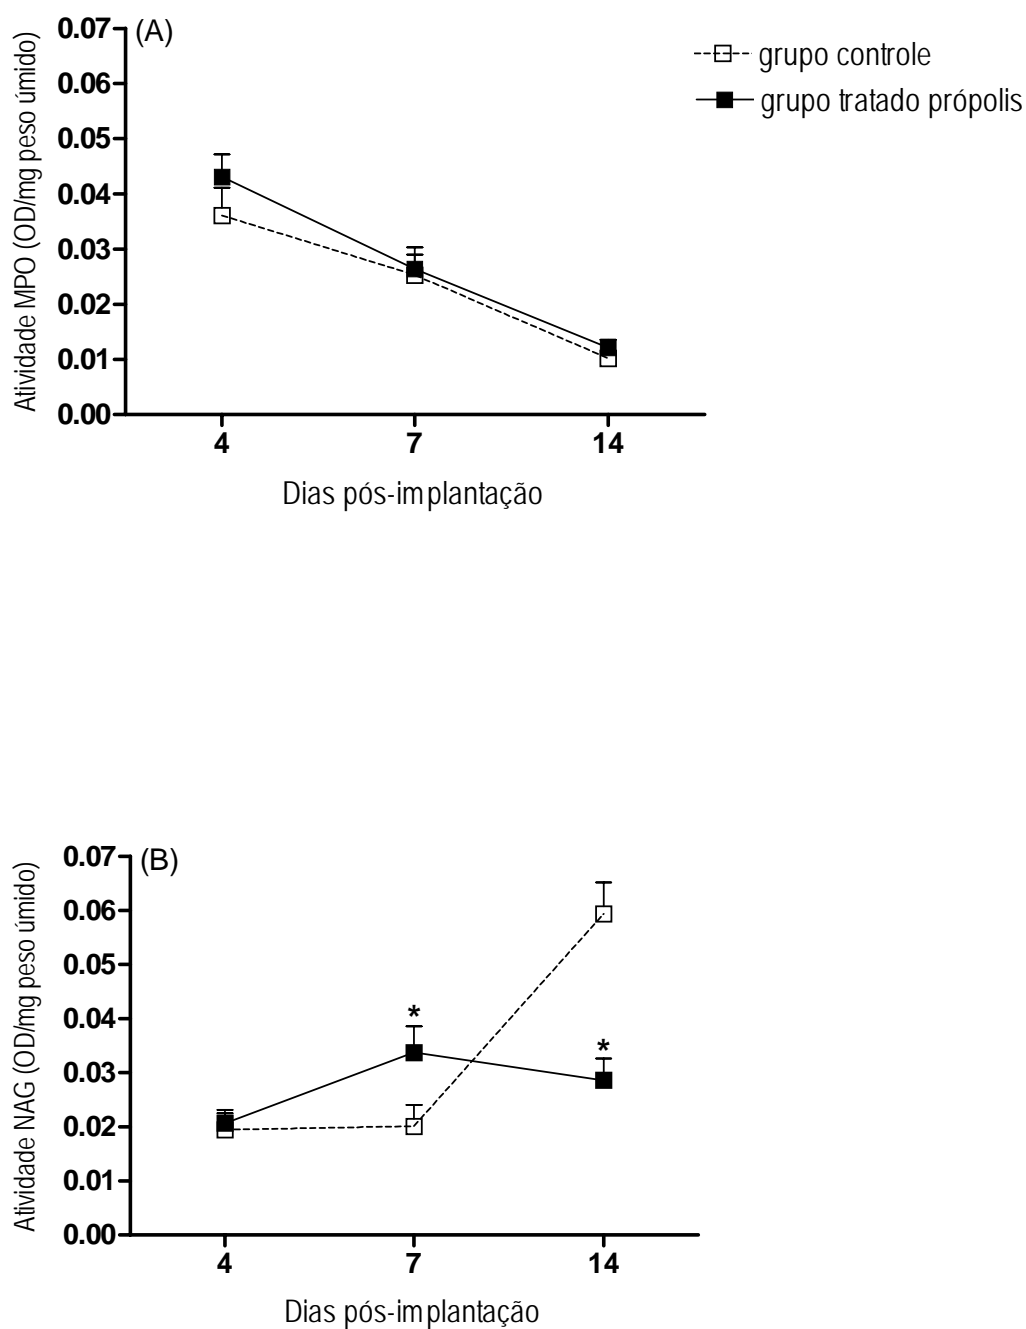 (A)
grupo controle
grupo tratado própolis
Atividade MPO (OD/mg peso úmido)
0.07
0.06
0.05
0.04
0.03
0.02
0.01
0.00
4 7 14
Dias pós-implantação
(B)
Atividade NAG (OD/mg peso úmido)
0.07
0.06
0.05
0.04
0.03
0.02
0.01
0.00
*
*
4 7 14
Dias pós-implantação